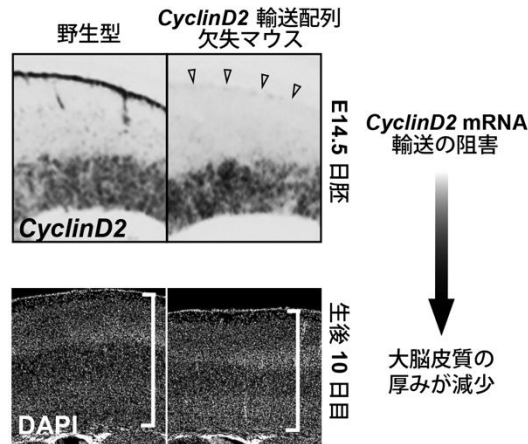 野生型
CyclinD2 輸送配列
欠失マウス
CyclinD2
E14.5 日胚
CyclinD2 mRNA
輸送の阻害
DAPI
生後 10 日目
大脳皮質の
厚みが減少